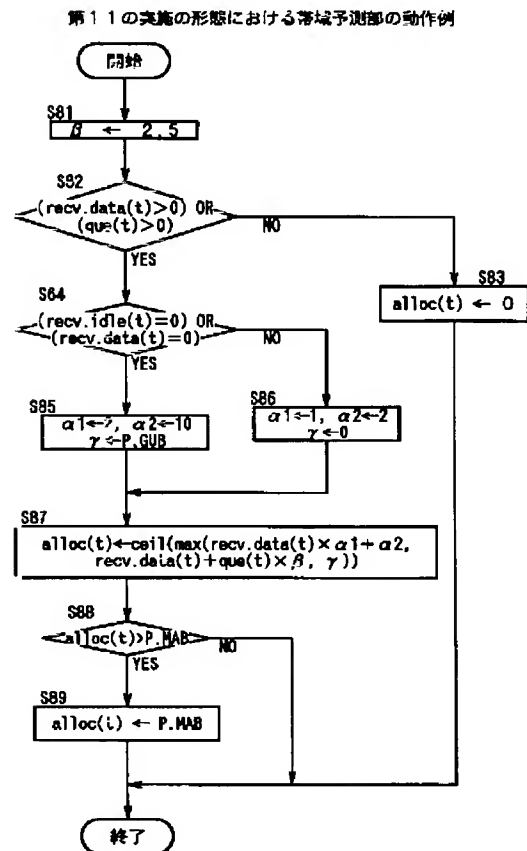 第11の実施の形態における帯域予測部の動作例
開始
S81
β ← 2.5
S82
(recv.data(t)>0) OR
(que(t)>0)
NO
YES
S83
alloc(t) ← 0
S64
(recv.idle(t)=0) OR
(recv.data(t)=0)
NO
YES
S85
α1←2, α2←10
γ←P.GUB
S86
α1←1, α2←2
γ←0
S87
alloc(t)←ceil(max(recv.data(t)×α1+α2,
recv.data(t)+que(t)×β, γ))
S88
alloc(t)>P.MAB
NO
YES
S89
alloc(t) ← P.MAB
終了